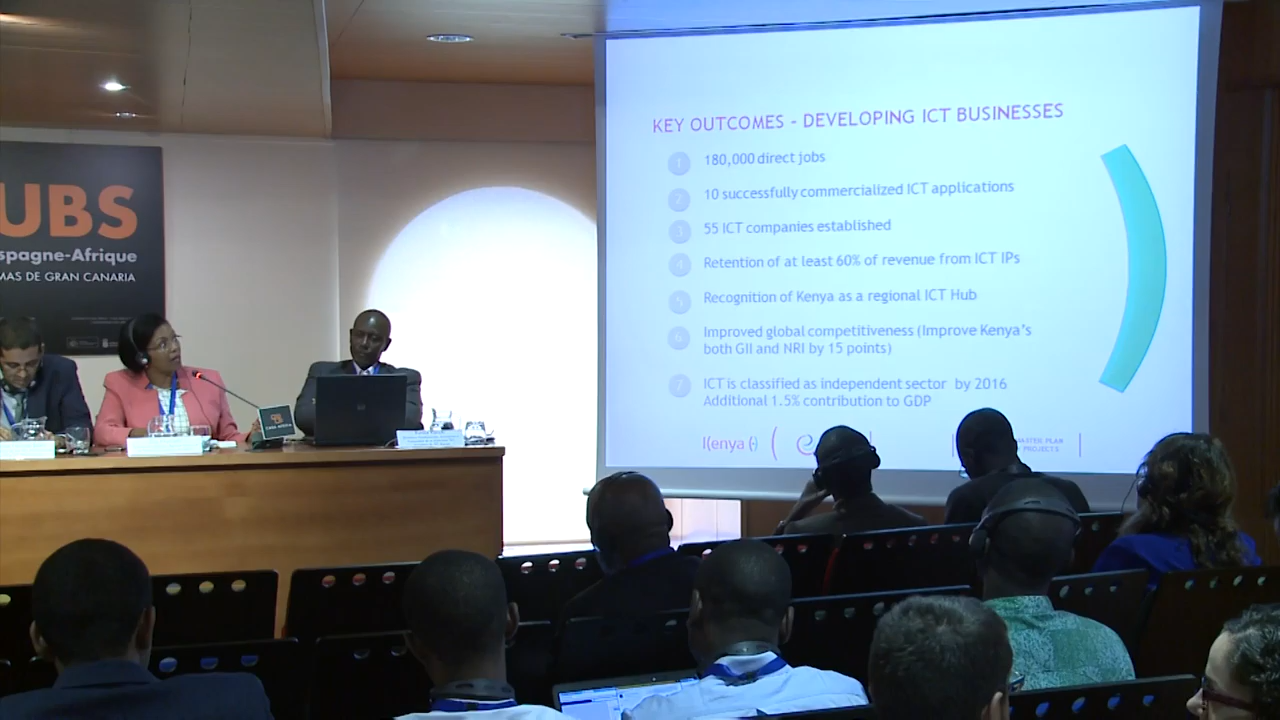 UBS
spagne-Afrique
MAS DE GRAN CANARIA
KEY OUTCOMES - DEVELOPING ICT BUSINESSES
1 180,000 direct jobs
2 10 successfully commercialized ICT applications
3 55 ICT companies established
4 Retention of at least 60% of revenue from ICT IPs
5 Recognition of Kenya as a regional ICT Hub
6 Improved global competitiveness (Improve Kenya's
both GII and NRI by 15 points)
7 ICT is classified as independent sector by 2016
Additional 1.5% contribution to GDP
Kenya
MASTER PLAN
PROJECTS
CASA AFRICA